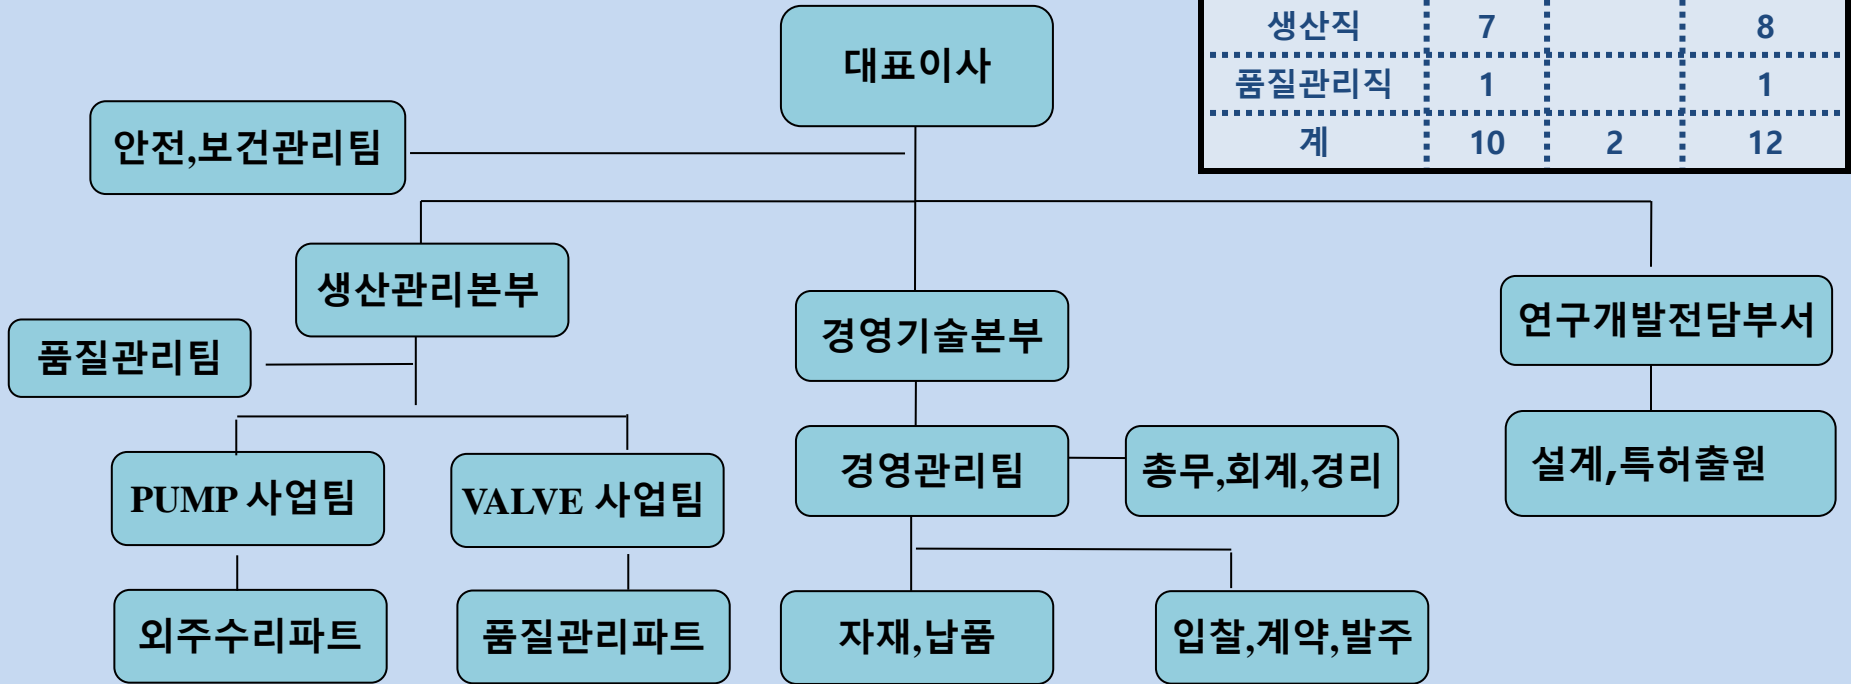 생산직 7 8
품질관리직 1 1
계 10 2 12
대표이사
안전,보건관리팀
생산관리본부
품질관리팀
경영기술본부
연구개발전담부서
PUMP 사업팀
VALVE 사업팀
경영관리팀
총무,회계,경리
설계,특허출원
외주수리파트
품질관리파트
자재,납품
입찰,계약,발주